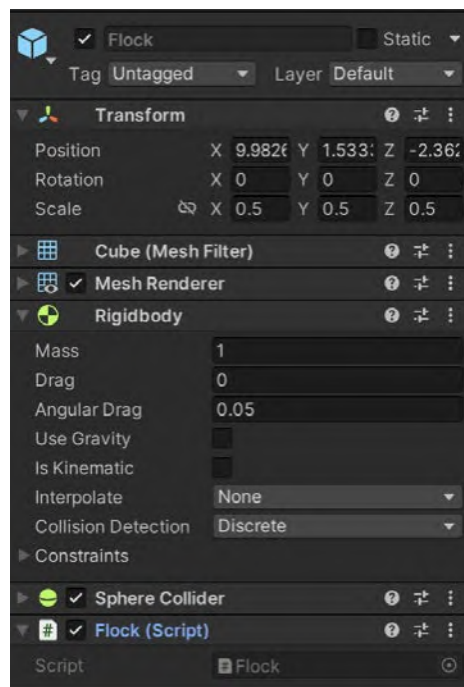 Flock Static
Tag Untagged Layer Default
Transform
Position X 9.9826 Y 1.533 Z -2.362
Rotation X 0 Y 0 Z 0
Scale X 0.5 Y 0.5 Z 0.5
Cube (Mesh Filter)
Mesh Renderer
Rigidbody
Mass 1
Drag 0
Angular Drag 0.05
Use Gravity
Is Kinematic
Interpolate None
Collision Detection Discrete
Constraints
Sphere Collider
# Flock (Script)
Script # Flock